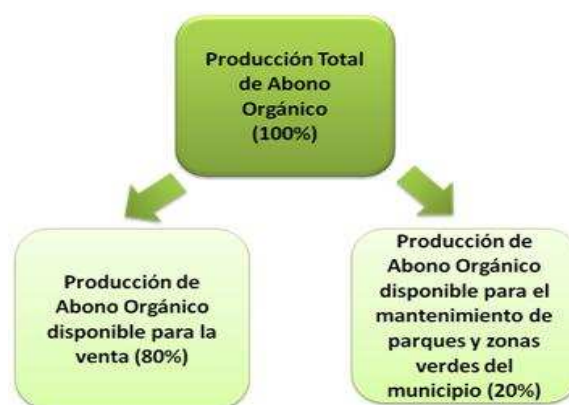 Producción Total
de Abono
Orgánico
(100%)
Producción de
Abono Orgánico
disponible para la
venta (80%)
Producción de
Abono Orgánico
disponible para el
mantenimiento de
parques y zonas
verdes del
municipio (20%)